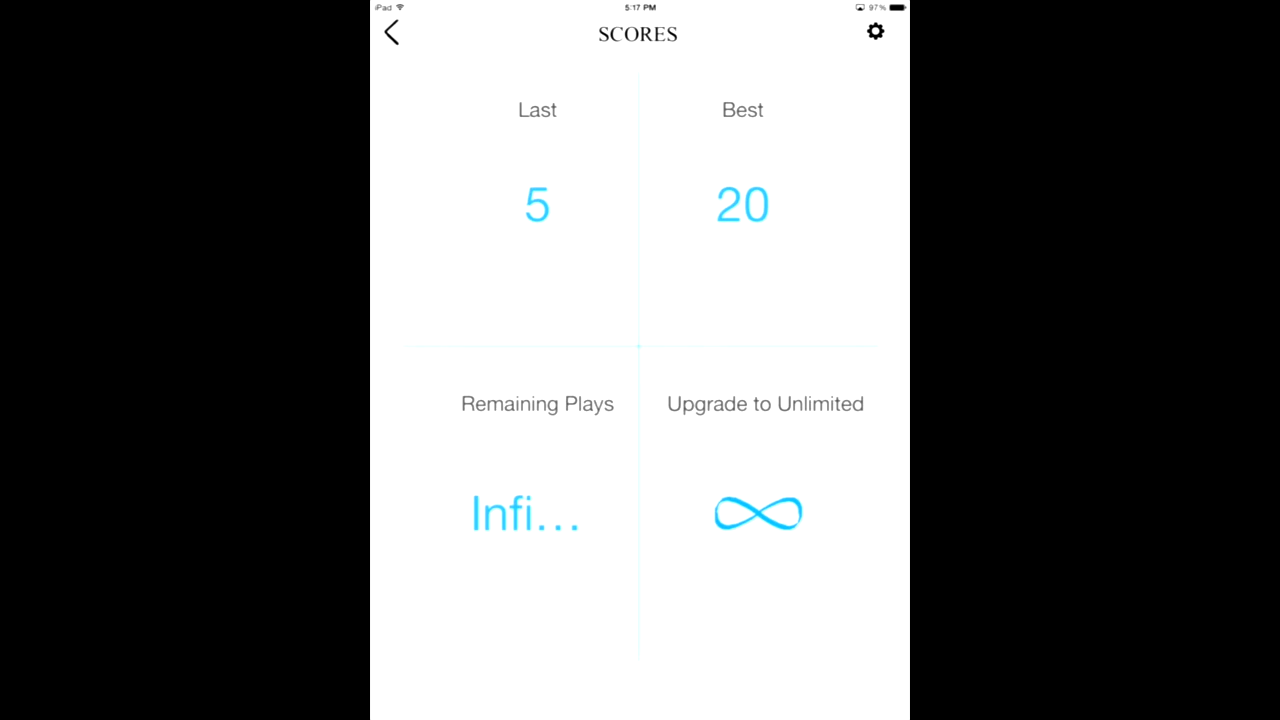 iPad 5:17 PM 97%
SCORES
Last Best
5 20
Remaining Plays Upgrade to Unlimited
Infi...